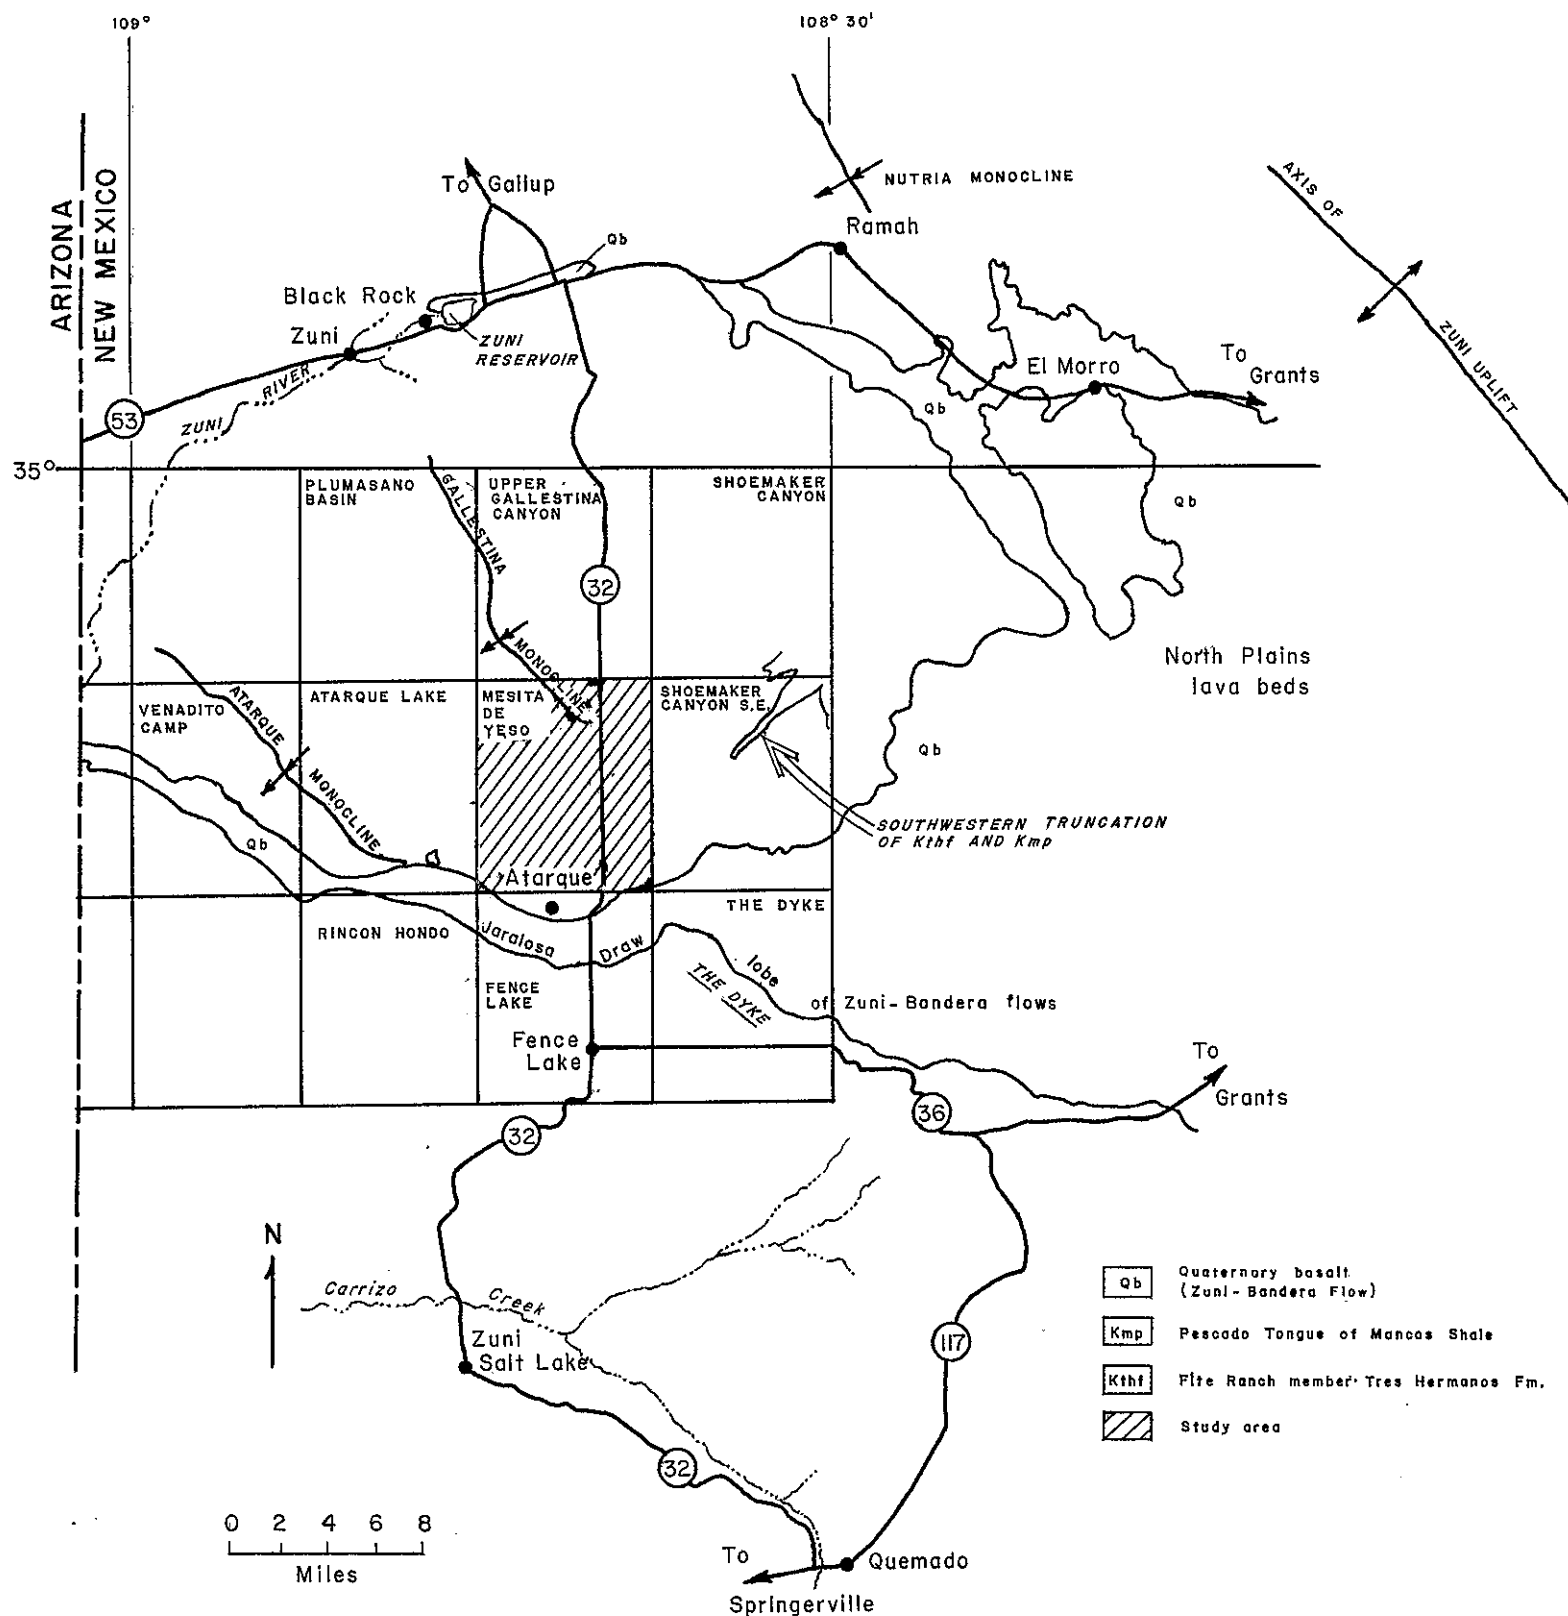 109°
108° 30'
ARIZONA
NEW MEXICO
To Gallup
NUTRIA MONOCLINE
AXIS OF
ZUNI UPLIFT
Ramah
Qb
Black Rock
Zuni
ZUNI
RESERVOIR
To
Grants
El Morro
53
ZUNI RIVER
Qb
35°
PLUMASANO
BASIN
GALLESTINA
MONOCLINE
UPPER
GALLESTINA
CANYON
SHOEMAKER
CANYON
Qb
32
North Plains
lava beds
VENADITO
CAMP
ATARQUE
MONOCLINE
ATARQUE LAKE
MESITA
DE
YESO
SHOEMAKER
CANYON S.E.
Qb
Qb
SOUTHWESTERN TRUNCATION
OF Kthf AND Kmp
Atarque
THE DYKE
RINCON HONDO
Jaralosa Draw
lobe
of Zuni-Bandera flows
THE DYKE
FENCE
LAKE
Fence
Lake
To
Grants
36
32
N
Carrizo Creek
Zuni
Salt Lake
117
Qb Quaternary basalt
(Zuni-Bandera Flow)
Kmp Pescado Tongue of Mancos Shale
Kthf Fite Ranch member· Tres Hermanos Fm.
Study area
32
0 2 4 6 8
Miles
To
Springerville
Quemado